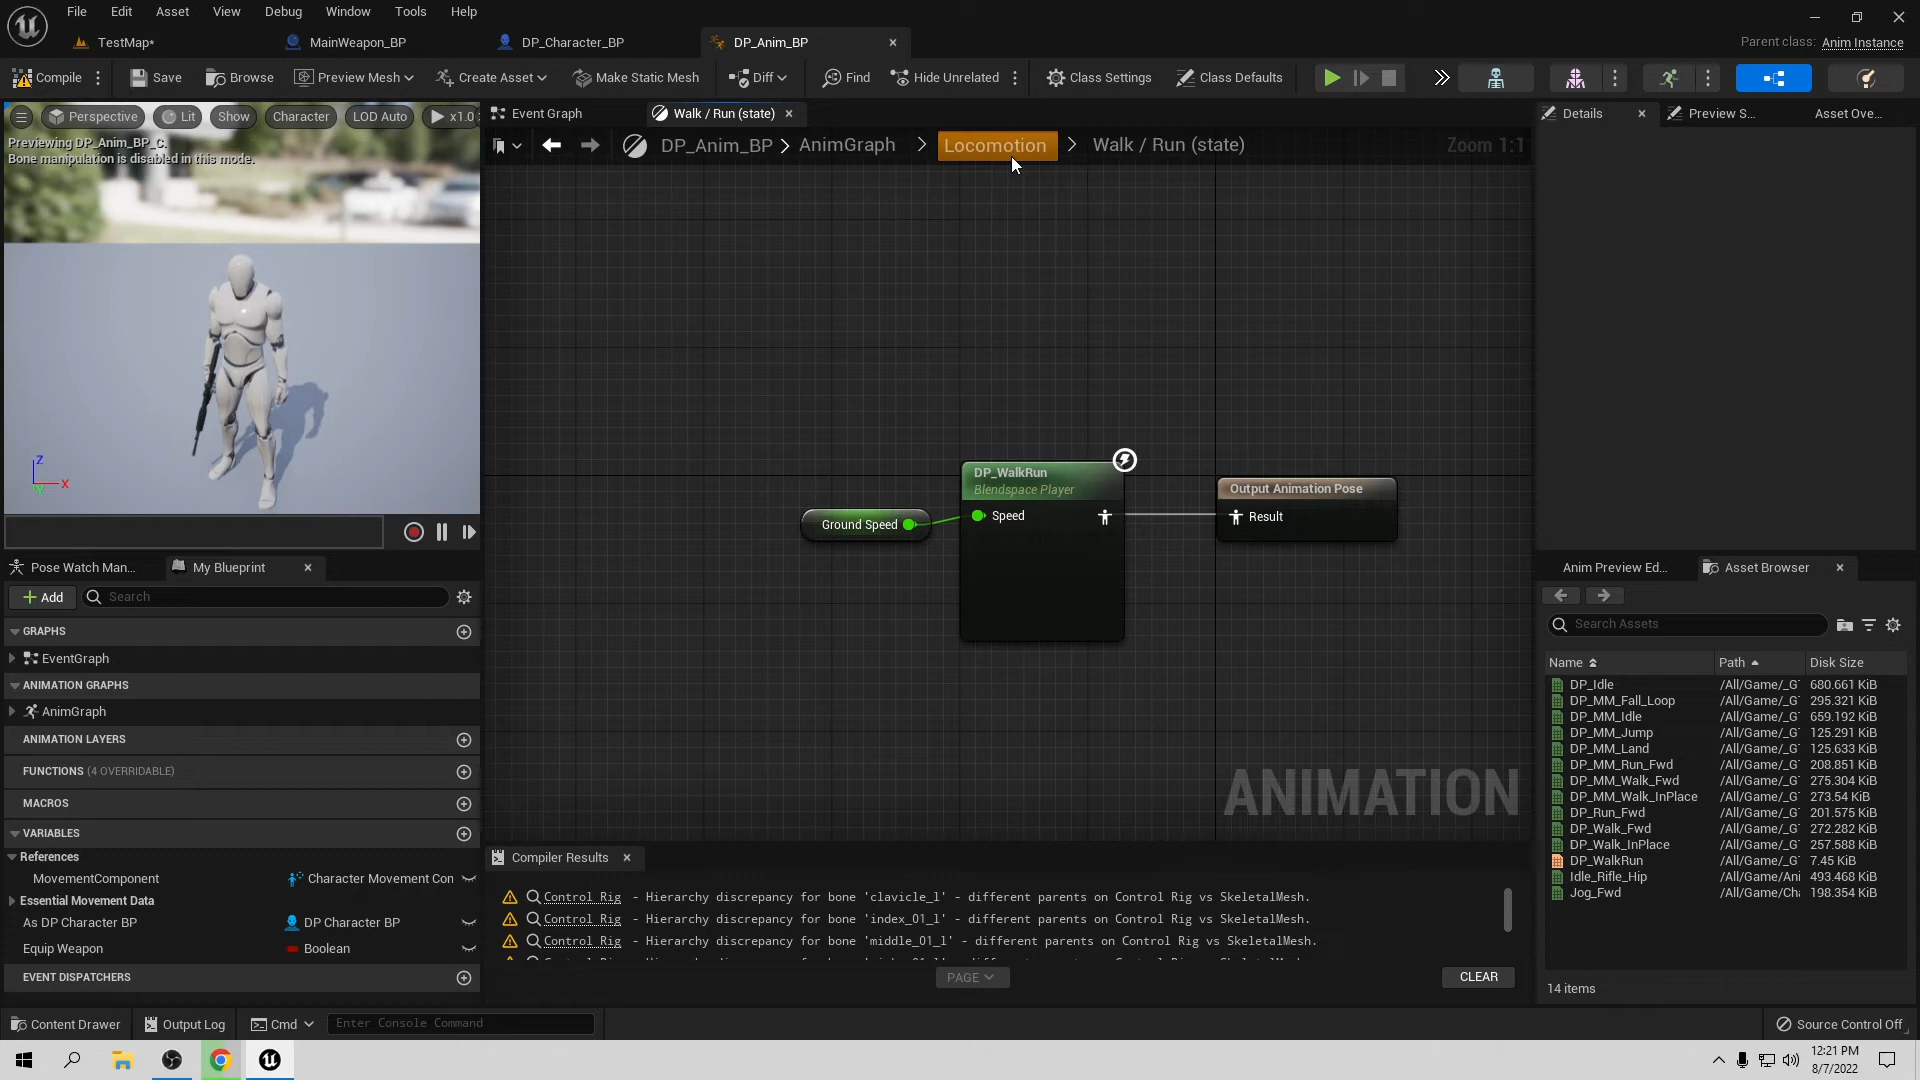 File Edit Asset View Debug Window Tools Help
TestMap* MainWeapon_BP DP_Character_BP DP_Anim_BP
Parent class: Anim Instance
Compile Save Browse Preview Mesh Create Asset Make Static Mesh Diff Find Hide Unrelated Class Settings Class Defaults
Perspective Lit Show Character LOD Auto x1.0
Previewing DP_Anim_BP_C.
Bone manipulation is disabled in this mode.
Z
X
Y
Event Graph Walk / Run (state)
DP_Anim_BP > AnimGraph > Locomotion > Walk / Run (state)
Zoom 1:1
Ground Speed
DP_WalkRun
Blendspace Player
Speed
Output Animation Pose
Result
ANIMATION
Pose Watch Man... My Blueprint
Add Search
GRAPHS
EventGraph
ANIMATION GRAPHS
AnimGraph
ANIMATION LAYERS
FUNCTIONS (4 OVERRIDABLE)
MACROS
VARIABLES
References
MovementComponent Character Movement Con
Essential Movement Data
As DP Character BP DP Character BP
Equip Weapon Boolean
EVENT DISPATCHERS
Compiler Results
Control Rig - Hierarchy discrepancy for bone 'clavicle_l' - different parents on Control Rig vs SkeletalMesh.
Control Rig - Hierarchy discrepancy for bone 'index_01_l' - different parents on Control Rig vs SkeletalMesh.
Control Rig - Hierarchy discrepancy for bone 'middle_01_l' - different parents on Control Rig vs SkeletalMesh.
PAGE
CLEAR
Details Preview S... Asset Ove...
Anim Preview Ed... Asset Browser
Search Assets
Name Path Disk Size
DP_Idle /All/Game/_G 680.661 KiB
DP_MM_Fall_Loop /All/Game/_G 295.321 KiB
DP_MM_Idle /All/Game/_G 659.192 KiB
DP_MM_Jump /All/Game/_G 125.291 KiB
DP_MM_Land /All/Game/_G 125.633 KiB
DP_MM_Run_Fwd /All/Game/_G 208.851 KiB
DP_MM_Walk_Fwd /All/Game/_G 275.304 KiB
DP_MM_Walk_InPlace /All/Game/_G 273.54 KiB
DP_Run_Fwd /All/Game/_G 201.575 KiB
DP_Walk_Fwd /All/Game/_G 272.282 KiB
DP_Walk_InPlace /All/Game/_G 257.588 KiB
DP_WalkRun /All/Game/_G 7.45 KiB
Idle_Rifle_Hip /All/Game/Ani 493.468 KiB
Jog_Fwd /All/Game/Cha 198.354 KiB
14 items
Content Drawer Output Log Cmd Enter Console Command Source Control Off
12:21 PM
8/7/2022